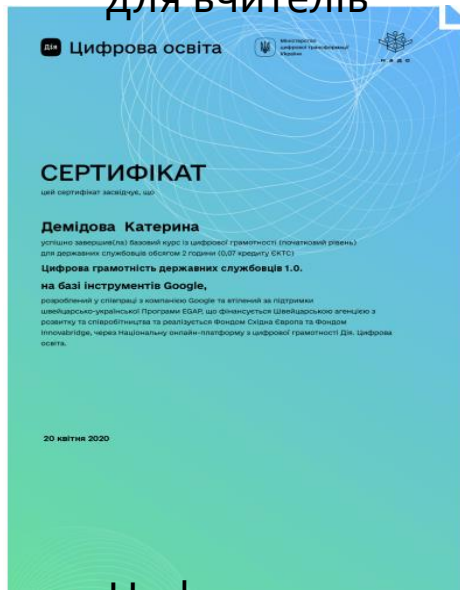 для вчителів
Дія Цифрова освіта
Міністерство
цифрової трансформації
України
НАДС
СЕРТИФІКАТ
цей сертифікат засвідчує, що
Демідова Катерина
успішно завершив(ла) базовий курс із цифрової грамотності (початковий рівень)
для державних службовців обсягом 2 години (0,07 кредиту ЄКТС)
Цифрова грамотність державних службовців 1.0.
на базі інструментів Google,
розроблений у співпраці з компанією Google та втілений за підтримки
швейцарсько-української Програми EGAP, що фінансується Швейцарською агенцією з
розвитку та співробітництва та реалізується Фондом Східна Європа та Фондом
Innovabridge, через Національну онлайн-платформу з цифрової грамотності Дія. Цифрова
освіта.
20 квітня 2020